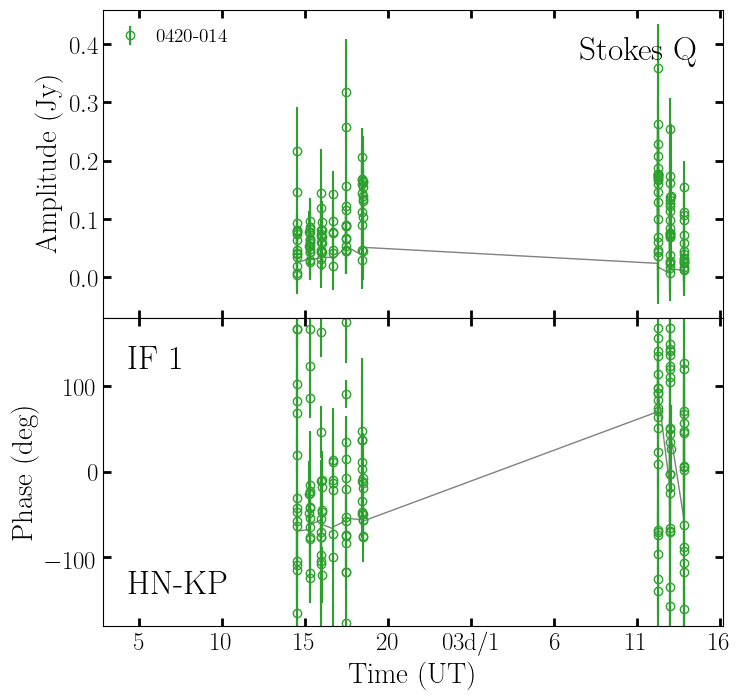 0420-014
Stokes Q
0.4
0.3
0.2
0.1
0.0
Amplitude (Jy)
IF 1
100
0
−100
Phase (deg)
HN-KP
5 10 15 20 03d/1 6 11 16
Time (UT)